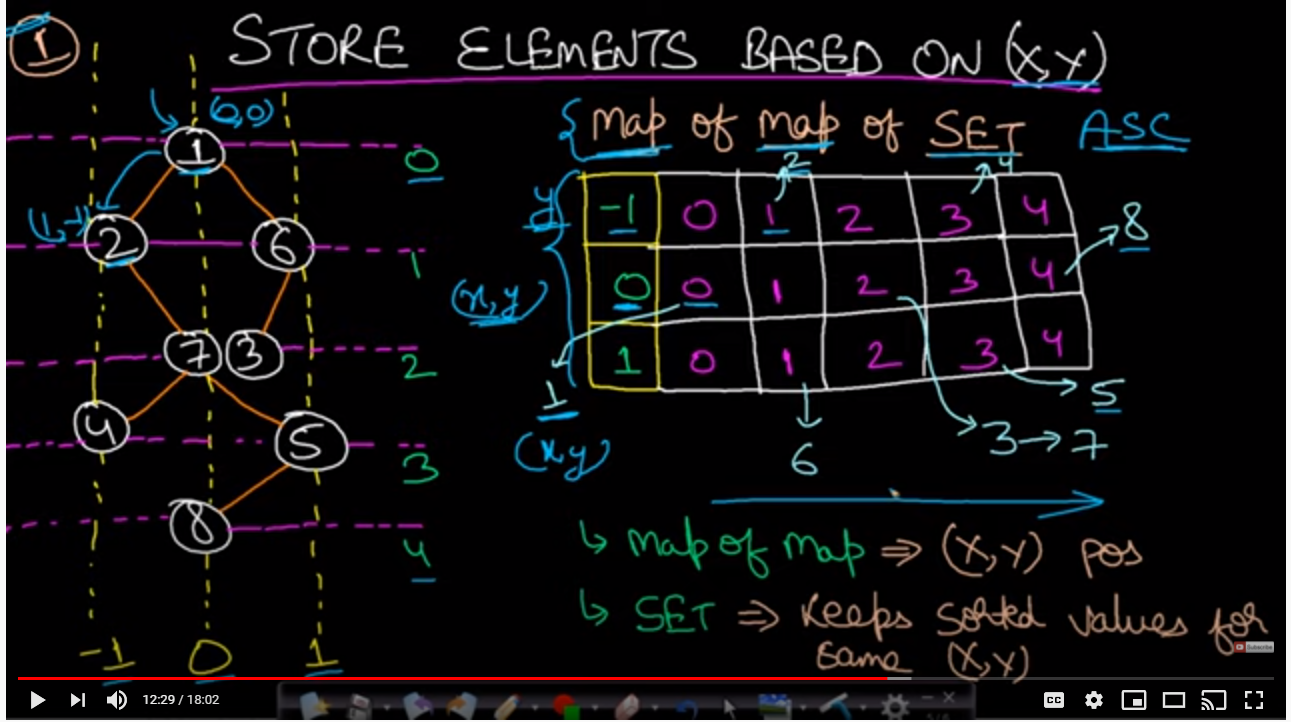 1 STORE ELEMENTS BASED ON (X,Y)
(0,0)
{ Map of Map of SET ASC
1 0
2 4
y -1 0 1 2 3 4
(1,-1) 2 6 1
8
(x,y) 0 0 1 2 3 4
7 3 2
1 0 1 2 3 4
1
5
4 5 3
(x,y) 6 3→7
8 4
↳ Map of Map ⇒ (X,Y) pos
↳ SET ⇒ Keeps Sorted values for
same (X,Y)
-1 0 1
Subscribe
12:29 / 18:02
CC